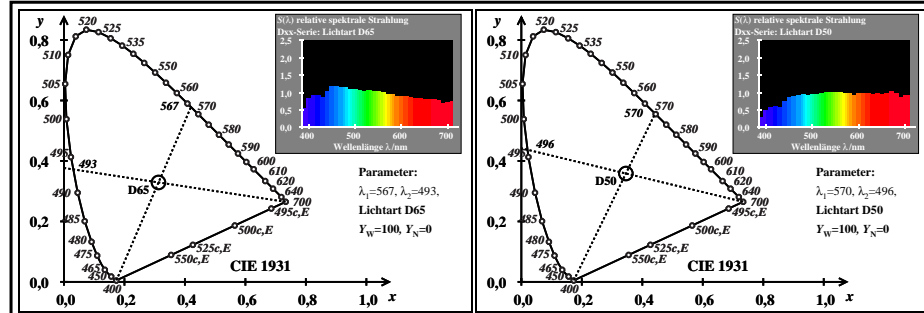 y
S(λ) relative spektrale Strahlung
Dxx-Serie: Lichtart D65
2,5
2,0
1,5
1,0
0,5
0,0
400 500 600 700
Wellenlänge λ/nm
0,8
0,6
0,4
0,2
0,0
0,0 0,2 0,4 0,6 0,8 1,0
x
520
525
510
535
550
505
560
567 570
500
580
590
495
493
600
610
620
490
D65
640
700
485
495c,E
480
500c,E
475
525c,E
465
550c,E
450
400
CIE 1931
Parameter:
λ1=567, λ2=493,
Lichtart D65
YW=100, YN=0
y
S(λ) relative spektrale Strahlung
Dxx-Serie: Lichtart D50
2,5
2,0
1,5
1,0
0,5
0,0
400 500 600 700
Wellenlänge λ/nm
0,8
0,6
0,4
0,2
0,0
0,0 0,2 0,4 0,6 0,8 1,0
x
520
525
510
535
550
505
560
570 570
500
580
590
495
496
600
610
620
490
D50
640
700
485
495c,E
480
500c,E
475
525c,E
465
550c,E
450
400
CIE 1931
Parameter:
λ1=570, λ2=496,
Lichtart D50
YW=100, YN=0